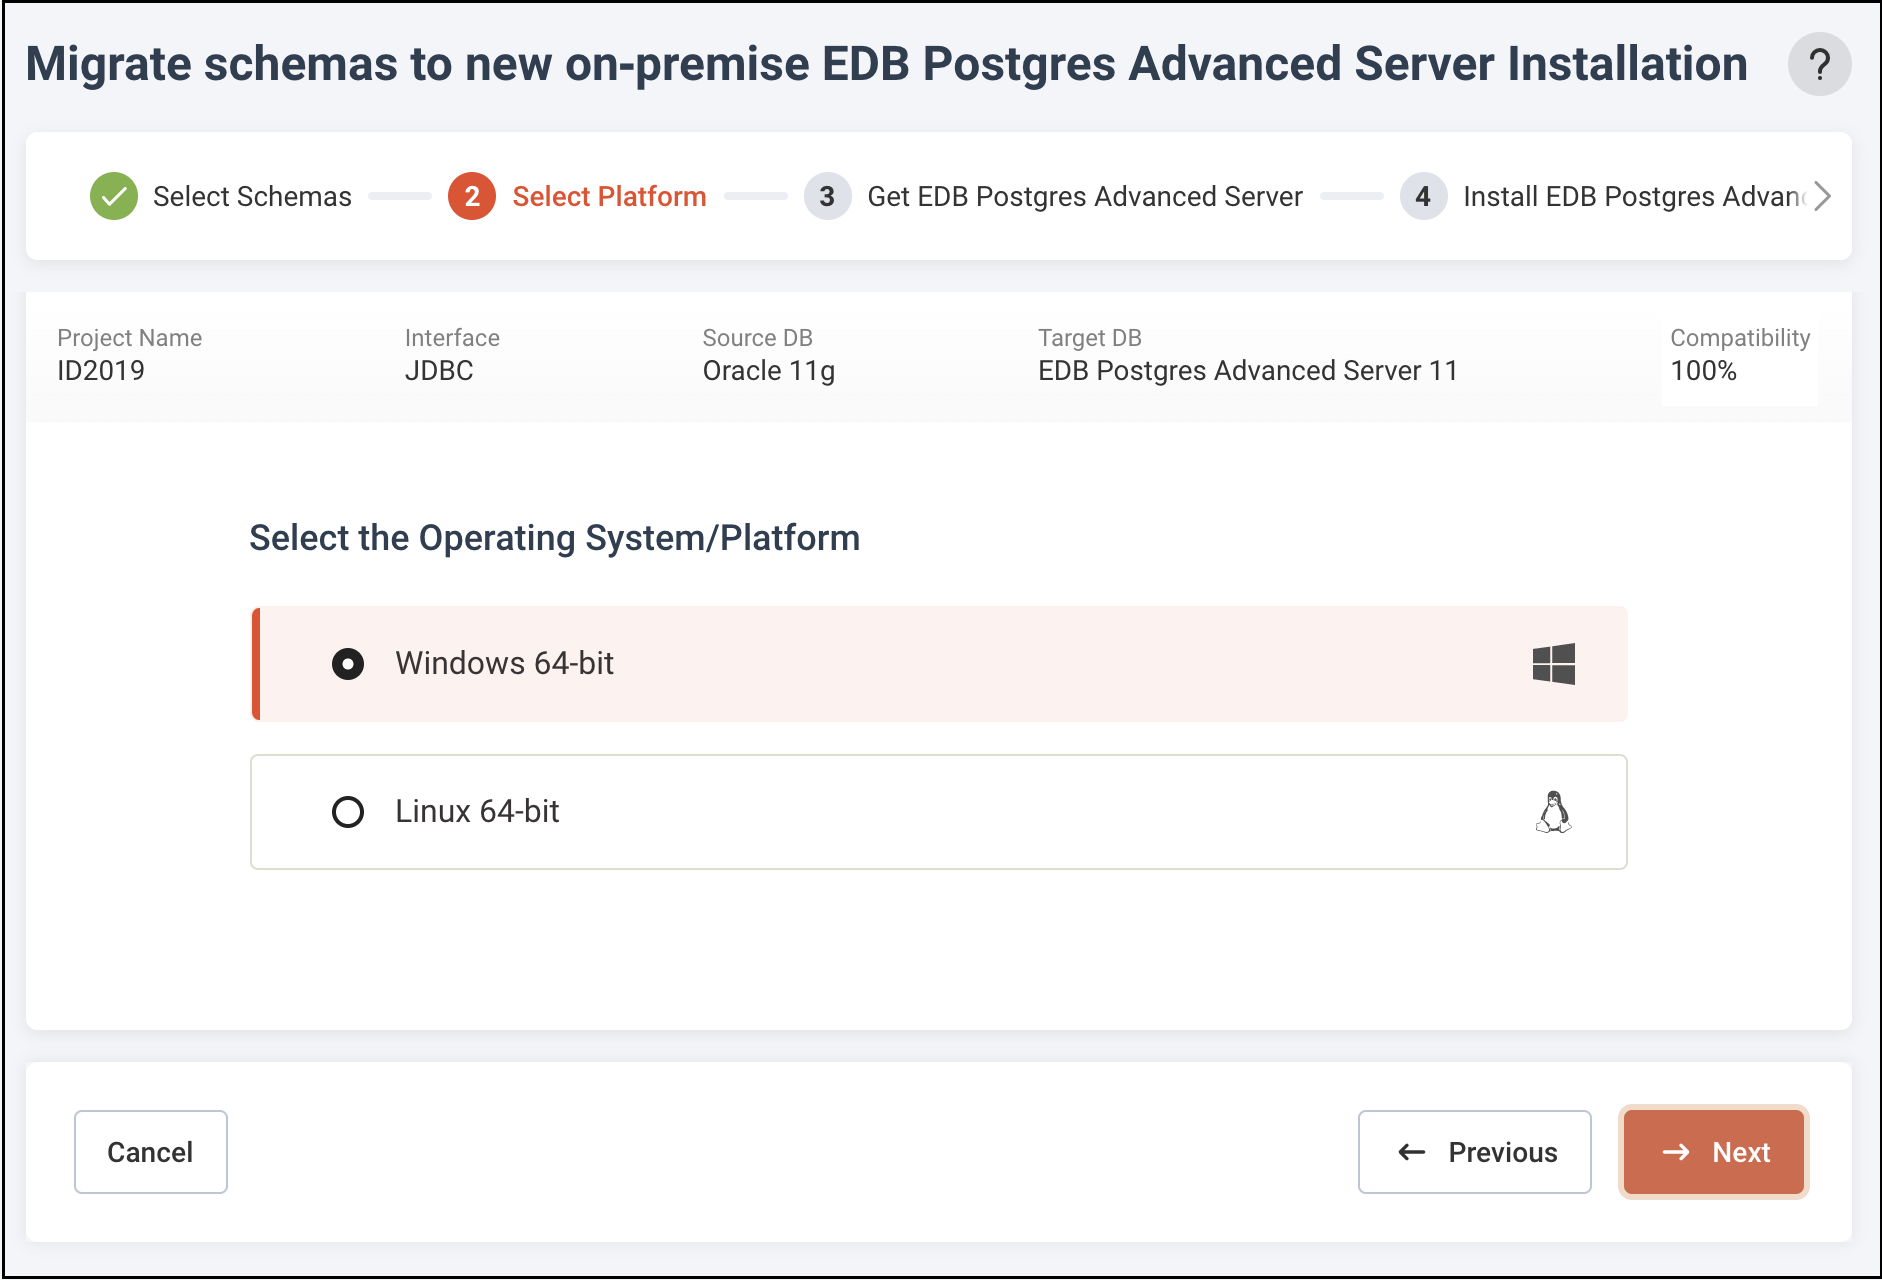 Migrate schemas to new on-premise EDB Postgres Advanced Server Installation ?
Select Schemas 2 Select Platform 3 Get EDB Postgres Advanced Server 4 Install EDB Postgres Advanc
Project Name Interface Source DB Target DB Compatibility
ID2019 JDBC Oracle 11g EDB Postgres Advanced Server 11 100%
Select the Operating System/Platform
Windows 64-bit
Linux 64-bit
Cancel Previous Next